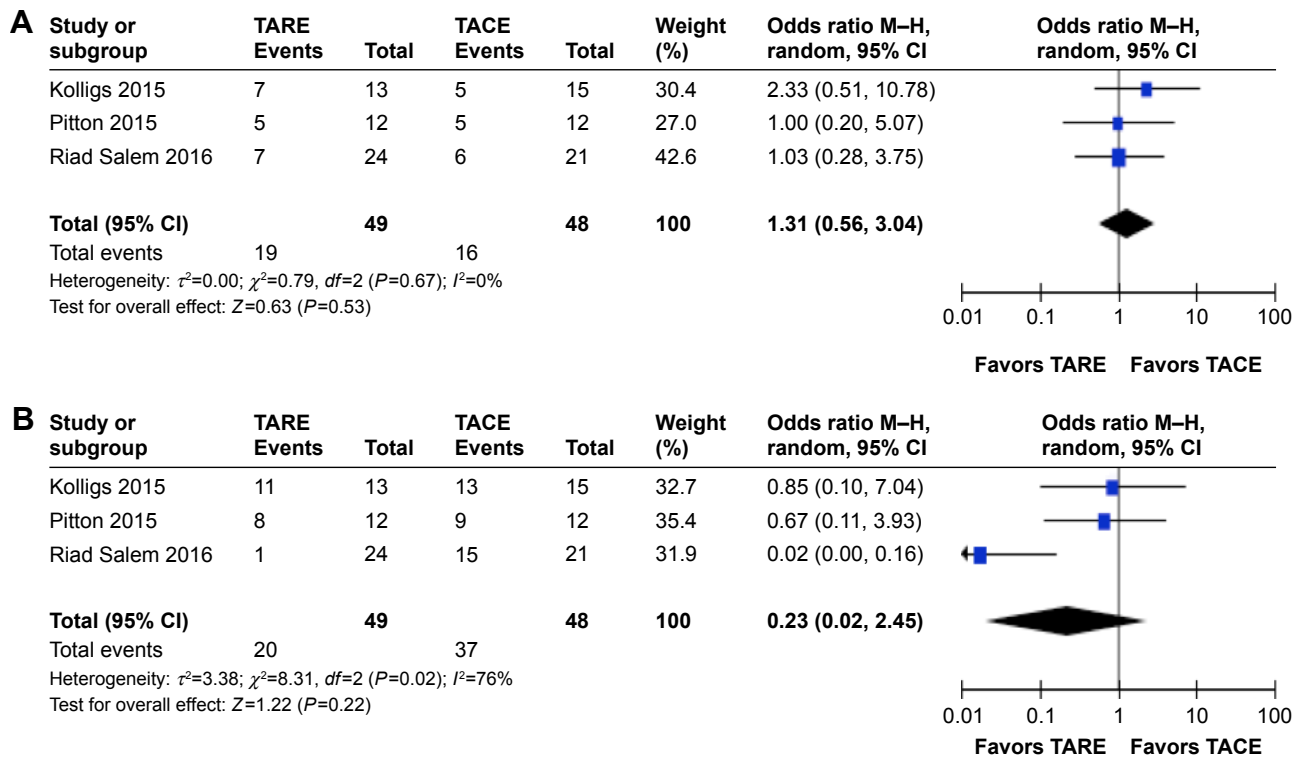 A Study or subgroup TARE Events Total TACE Events Total Weight (%) Odds ratio M–H, random, 95% CI Odds ratio M–H, random, 95% CI
Kolligs 2015 7 13 5 15 30.4 2.33 (0.51, 10.78)
Pitton 2015 5 12 5 12 27.0 1.00 (0.20, 5.07)
Riad Salem 2016 7 24 6 21 42.6 1.03 (0.28, 3.75)
Total (95% CI) 49 48 100 1.31 (0.56, 3.04)
Total events 19 16
Heterogeneity: τ²=0.00; χ²=0.79, df=2 (P=0.67); I²=0%
Test for overall effect: Z=0.63 (P=0.53)
0.01 0.1 1 10 100
Favors TARE Favors TACE
B Study or subgroup TARE Events Total TACE Events Total Weight (%) Odds ratio M–H, random, 95% CI Odds ratio M–H, random, 95% CI
Kolligs 2015 11 13 13 15 32.7 0.85 (0.10, 7.04)
Pitton 2015 8 12 9 12 35.4 0.67 (0.11, 3.93)
Riad Salem 2016 1 24 15 21 31.9 0.02 (0.00, 0.16)
Total (95% CI) 49 48 100 0.23 (0.02, 2.45)
Total events 20 37
Heterogeneity: τ²=3.38; χ²=8.31, df=2 (P=0.02); I²=76%
Test for overall effect: Z=1.22 (P=0.22)
0.01 0.1 1 10 100
Favors TARE Favors TACE